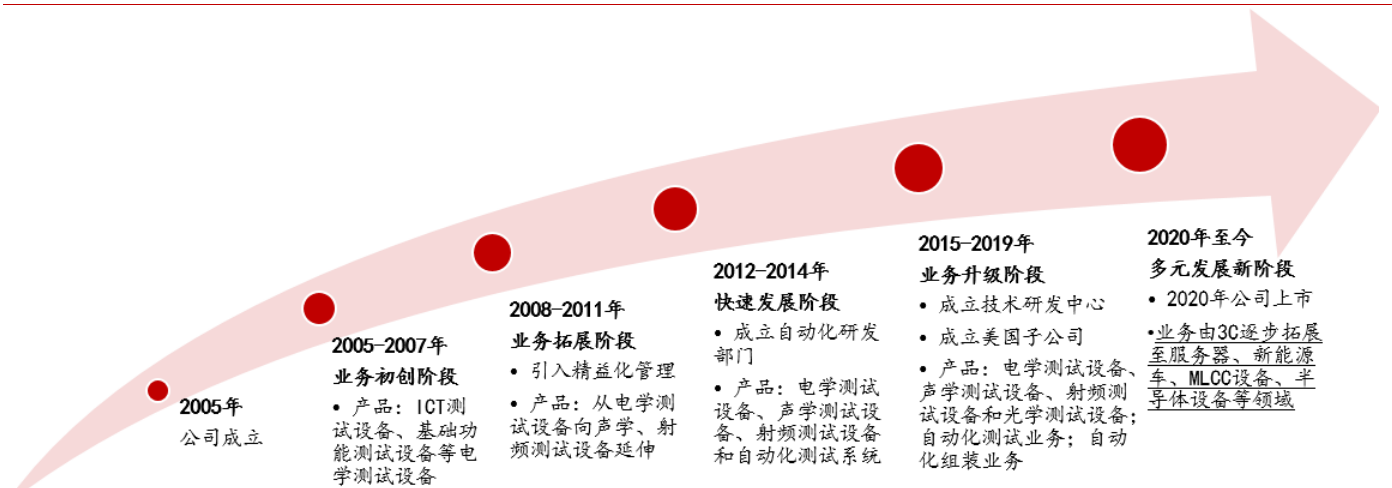 2005年
公司成立
2005-2007年
业务初创阶段
• 产品：ICT测
试设备、基础功
能测试设备等电
学测试设备
2008-2011年
业务拓展阶段
• 引入精益化管理
• 产品：从电学测
试设备向声学、射
频测试设备延伸
2012-2014年
快速发展阶段
• 成立自动化研发
部门
• 产品：电学测试
设备、声学测试设
备、射频测试设备
和自动化测试系统
2015-2019年
业务升级阶段
• 成立技术研发中心
• 成立美国子公司
• 产品：电学测试设备、
声学测试设备、射频测
试设备和光学测试设备；
自动化测试业务；自动
化组装业务
2020年至今
多元发展新阶段
• 2020年公司上市
•业务由3C逐步拓展
至服务器、新能源
车、MLCC设备、半
导体设备等领域